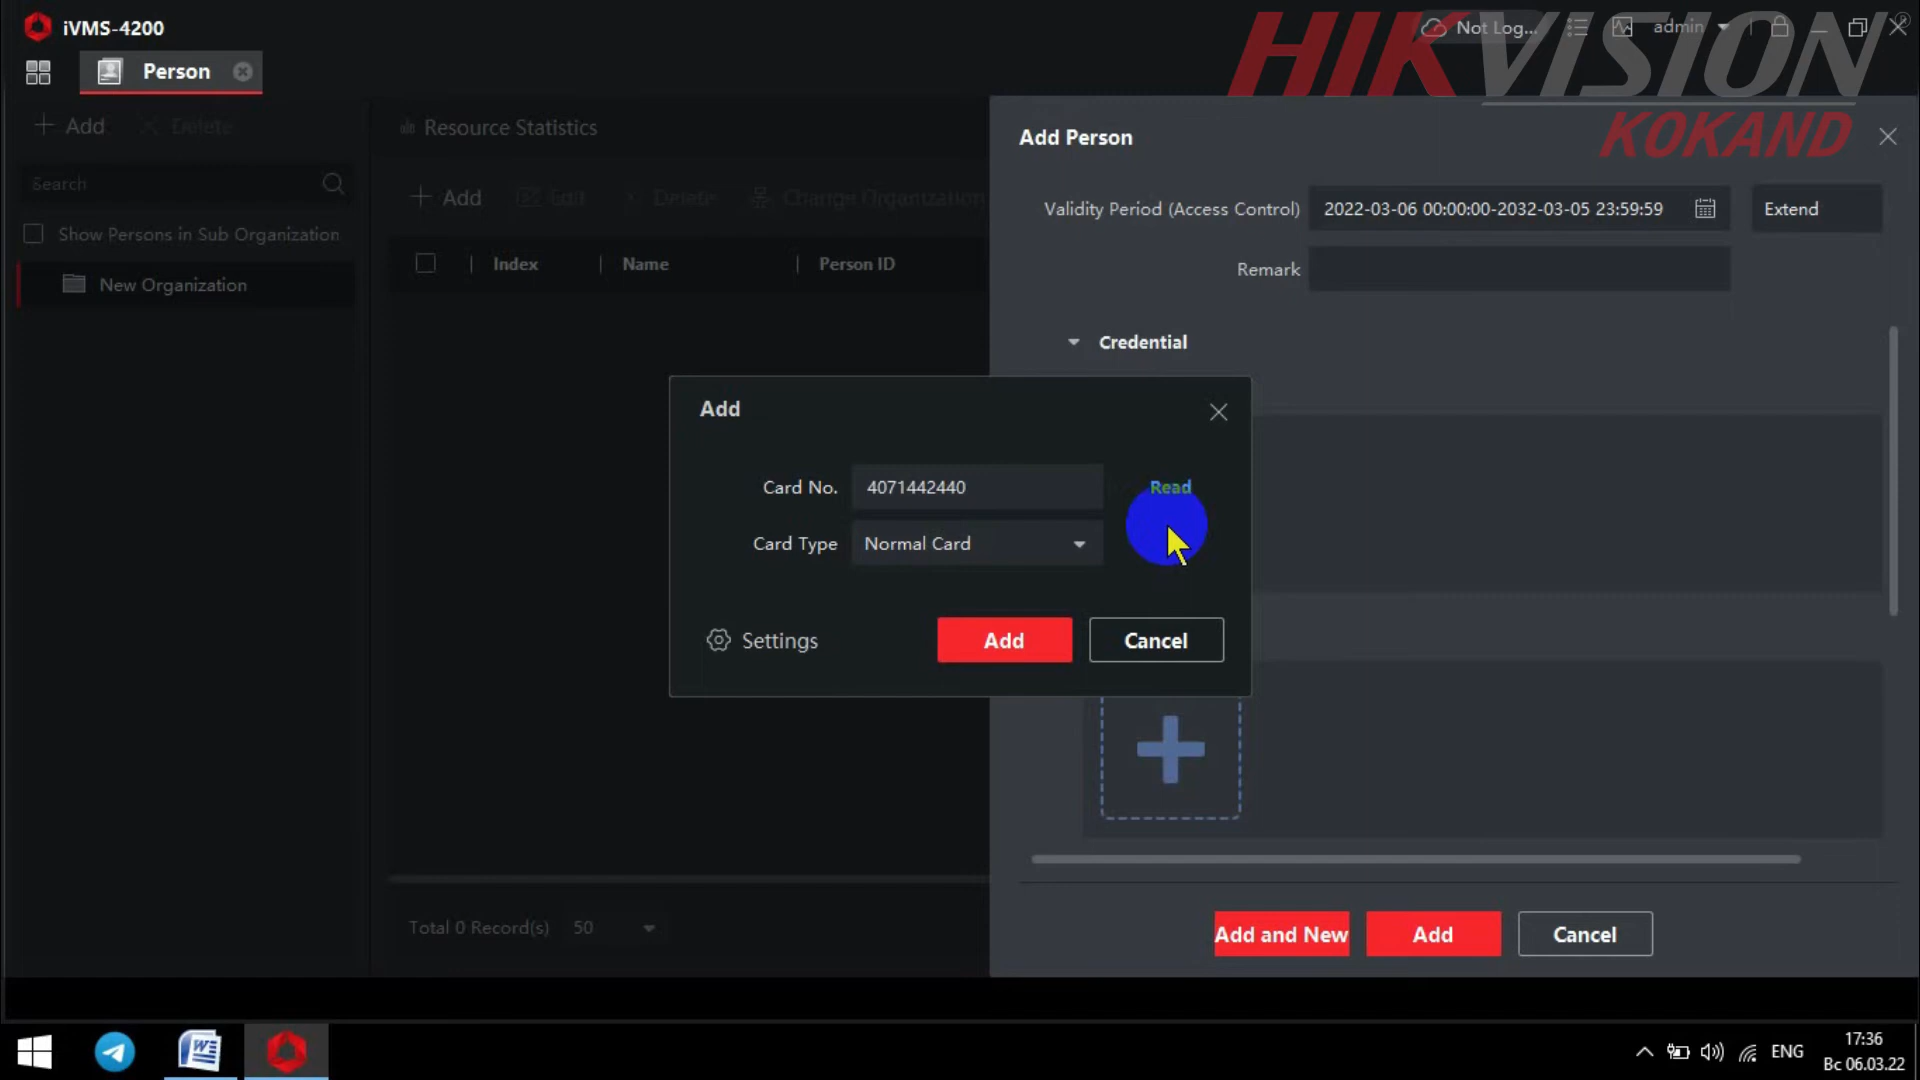 iVMS-4200
Not Log...
admin
HIKVISION
KOKAND
Person
Add
Delete
Search
Show Persons in Sub Organization
New Organization
Resource Statistics
Add
Edit
Delete
Change Organization
Index
Name
Person ID
Total 0 Record(s)
50
Add Person
Validity Period (Access Control)
2022-03-06 00:00:00-2032-03-05 23:59:59
Extend
Remark
Credential
Add
Card No.
4071442440
Read
Card Type
Normal Card
Settings
Add
Cancel
Add and New
Add
Cancel
ENG
17:36
Вс 06.03.22